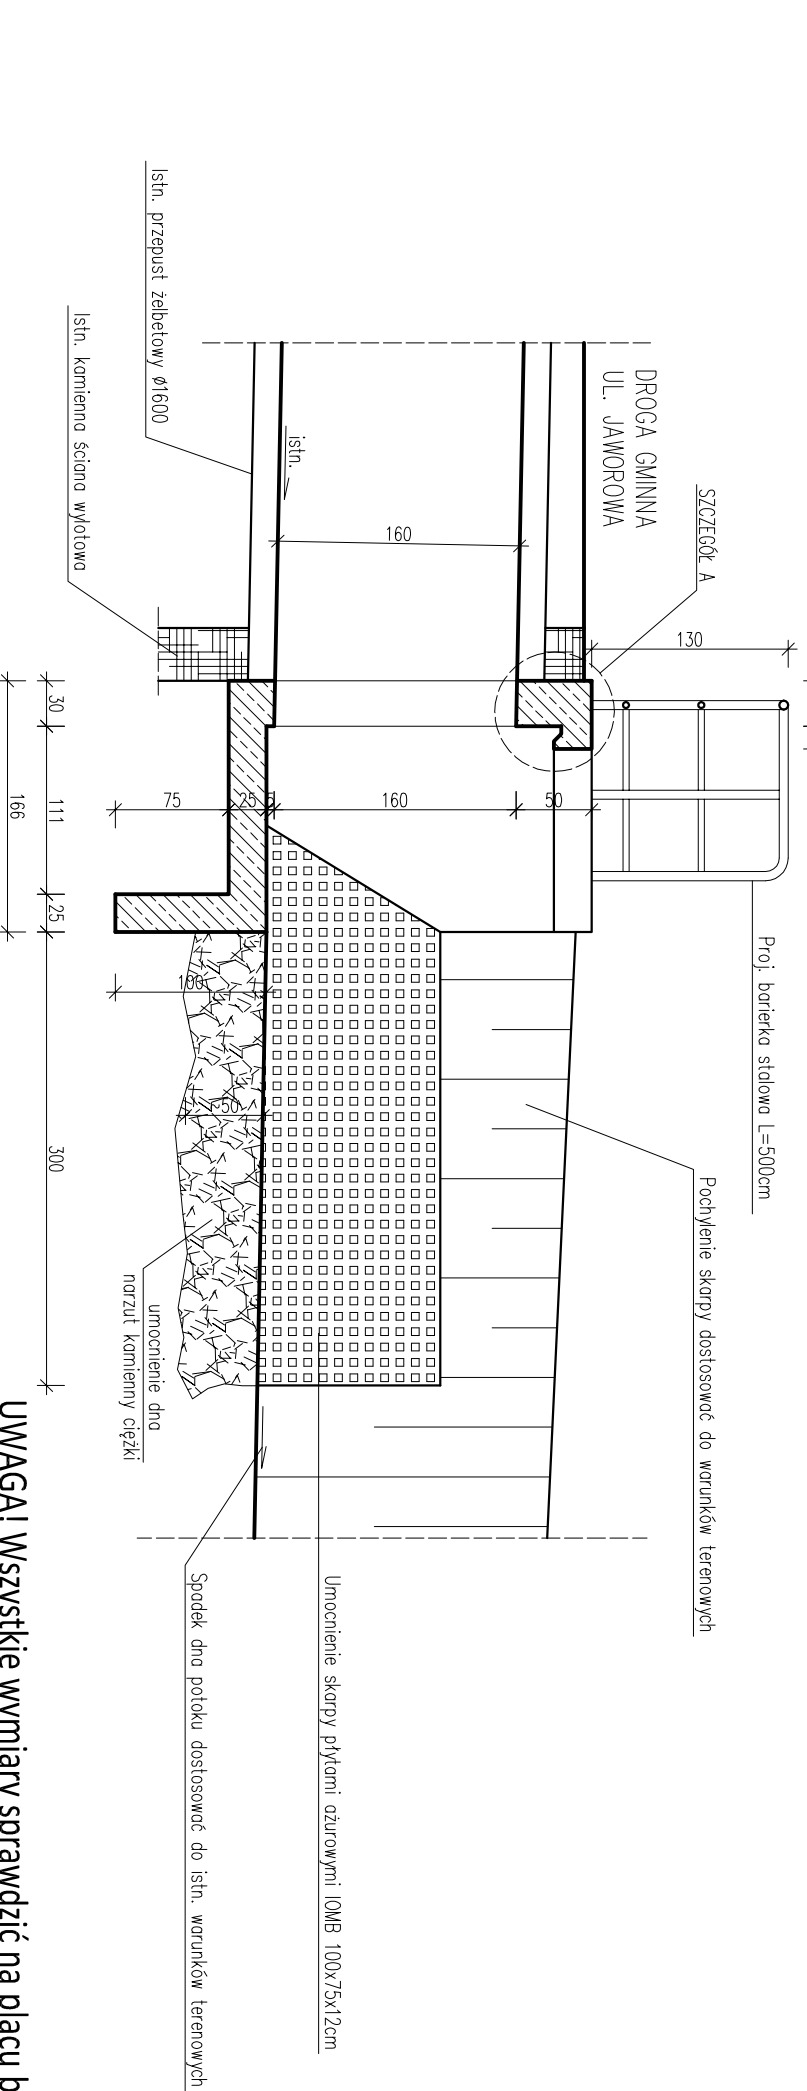 DROGA GMINNA
UL. JAWOROWA
SZCZEGÓŁ A
130
Proj. barierka stalowa L=500cm
Pochylenie skarpy dostosować do warunków terenowych
Istn. przepust żelbetowy ø1600
istn.
160
Istn. kamienna ściana wylotowa
75
25
5
160
50
30
111
25
166
300
100
~50
umocnienie dna
narzut kamienny ciężki
Umocnienie skarpy płytami ażurowymi IOMB 100x75x12cm
Spadek dna potoku dostosować do istn. warunków terenowych
UWAGA! Wszystkie wymiary sprawdzić na placu b